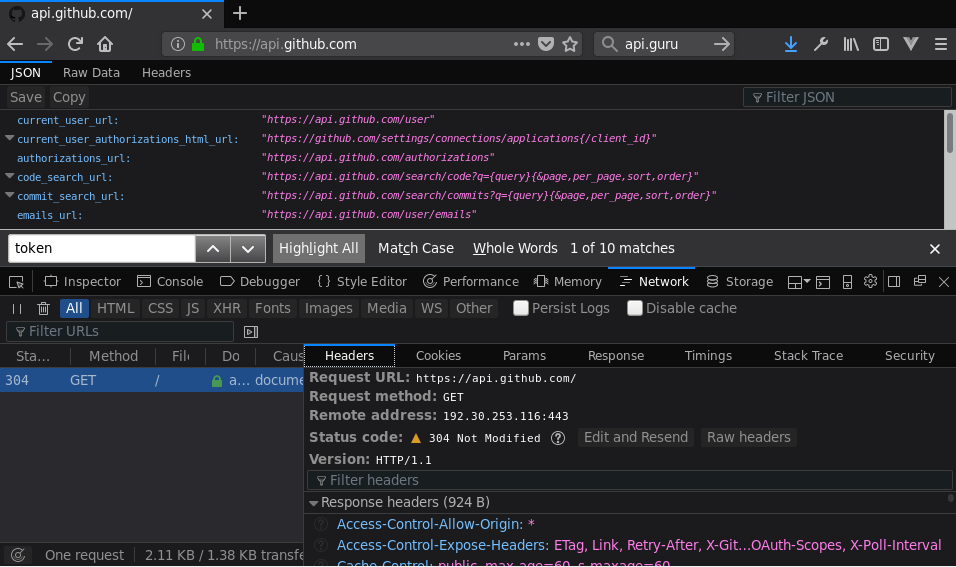 api.github.com/
https://api.github.com
api.guru
JSON Raw Data Headers
Save Copy Filter JSON
current_user_url: "https://api.github.com/user"
current_user_authorizations_html_url: "https://github.com/settings/connections/applications{/client_id}"
authorizations_url: "https://api.github.com/authorizations"
code_search_url: "https://api.github.com/search/code?q={query}{&page,per_page,sort,order}"
commit_search_url: "https://api.github.com/search/commits?q={query}{&page,per_page,sort,order}"
emails_url: "https://api.github.com/user/emails"
token Highlight All Match Case Whole Words 1 of 10 matches
Inspector Console Debugger {} Style Editor Performance Memory Network Storage
All HTML CSS JS XHR Fonts Images Media WS Other Persist Logs Disable cache
Filter URLs
Sta... Method File Do Caus Headers Cookies Params Response Timings Stack Trace Security
304 GET / a... docume
Request URL: https://api.github.com/
Request method: GET
Remote address: 192.30.253.116:443
Status code: 304 Not Modified Edit and Resend Raw headers
Version: HTTP/1.1
Filter headers
Response headers (924 B)
Access-Control-Allow-Origin: *
Access-Control-Expose-Headers: ETag, Link, Retry-After, X-Git...OAuth-Scopes, X-Poll-Interval
Cache-Control: public, max-age=60, s-maxage=60
One request 2.11 KB / 1.38 KB transfe